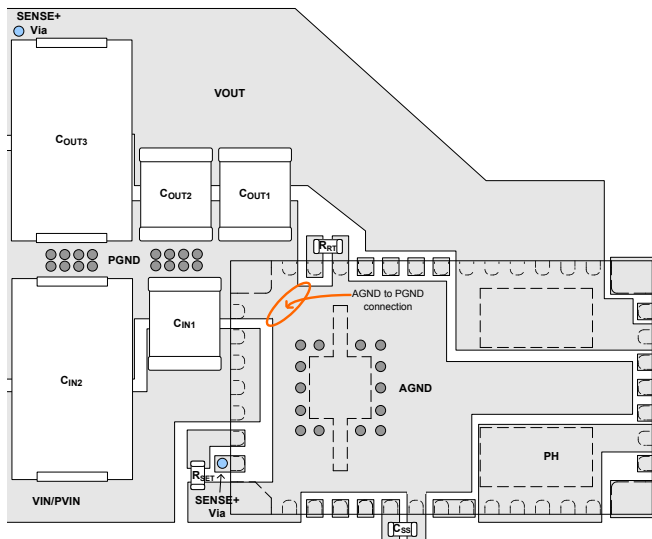 SENSE+
Via
VOUT
COUT3
COUT2
COUT1
RRT
PGND
AGND to PGND
connection
CIN1
CIN2
AGND
RSET
PH
SENSE+
Via
VIN/PVIN
CSS